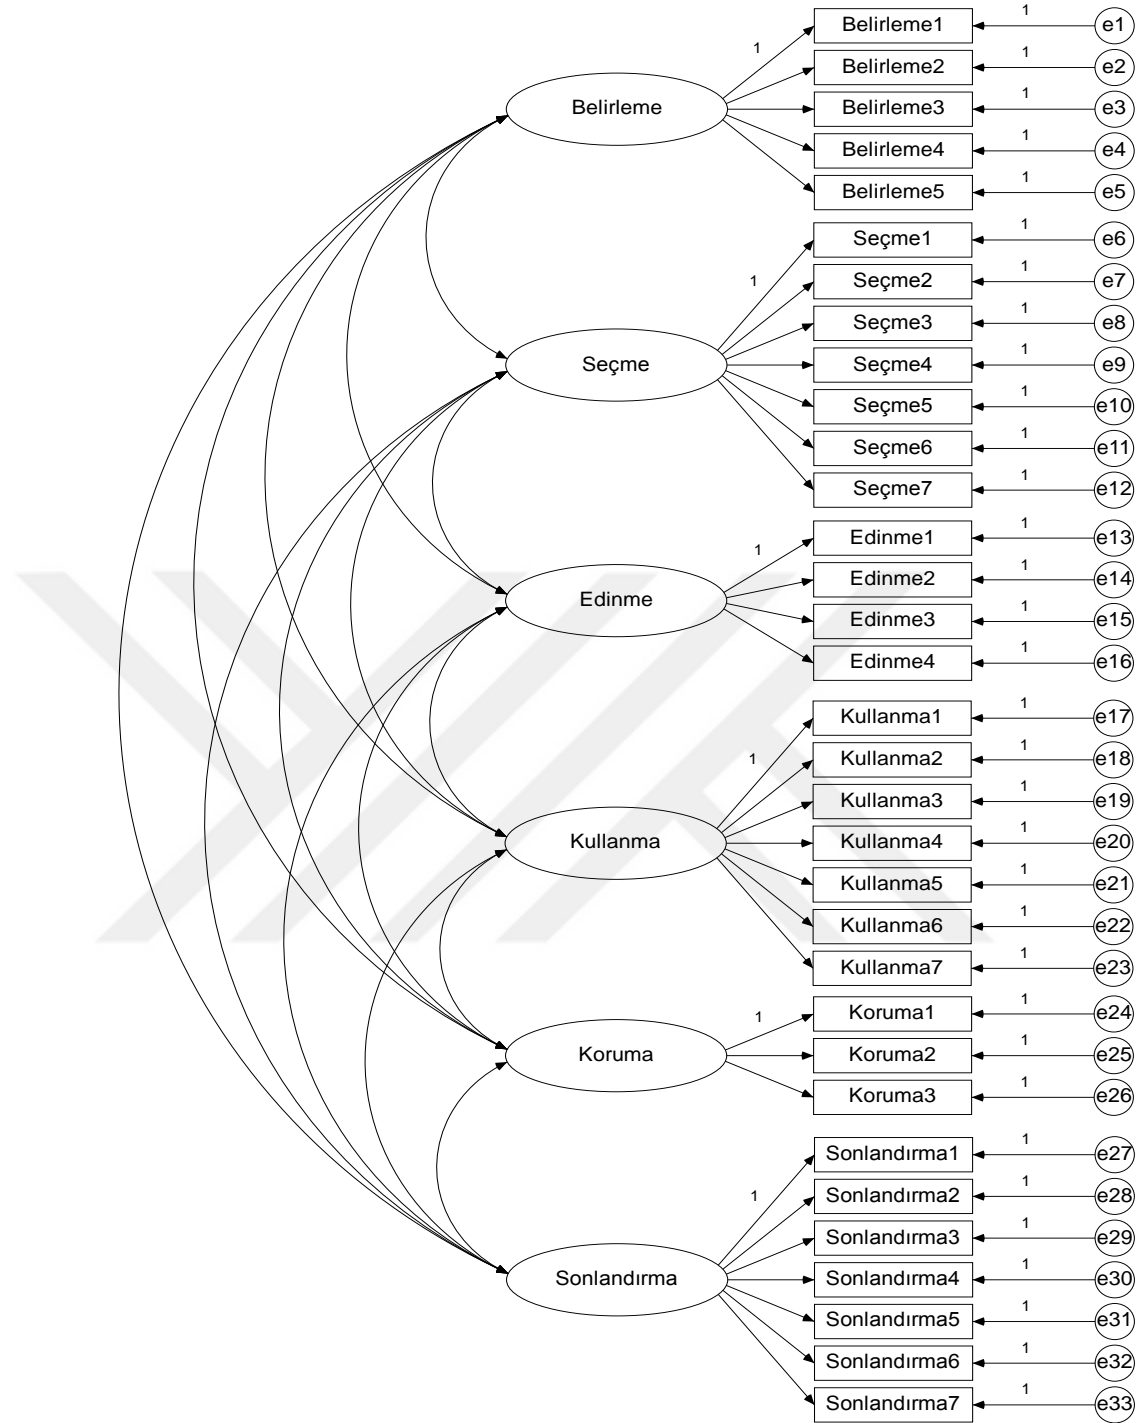 Belirleme1 1 e1
1
Belirleme2 1 e2
Belirleme
Belirleme3 1 e3
Belirleme4 1 e4
Belirleme5 1 e5
Seçme1 1 e6
1
Seçme2 1 e7
Seçme3 1 e8
Seçme
Seçme4 1 e9
Seçme5 1 e10
Seçme6 1 e11
Seçme7 1 e12
Edinme1 1 e13
1
Edinme2 1 e14
Edinme
Edinme3 1 e15
Edinme4 1 e16
Kullanma1 1 e17
1
Kullanma2 1 e18
Kullanma3 1 e19
Kullanma
Kullanma4 1 e20
Kullanma5 1 e21
Kullanma6 1 e22
Kullanma7 1 e23
Koruma1 1 e24
1
Koruma
Koruma2 1 e25
Koruma3 1 e26
Sonlandırma1 1 e27
1
Sonlandırma2 1 e28
Sonlandırma3 1 e29
Sonlandırma
Sonlandırma4 1 e30
Sonlandırma5 1 e31
Sonlandırma6 1 e32
Sonlandırma7 1 e33